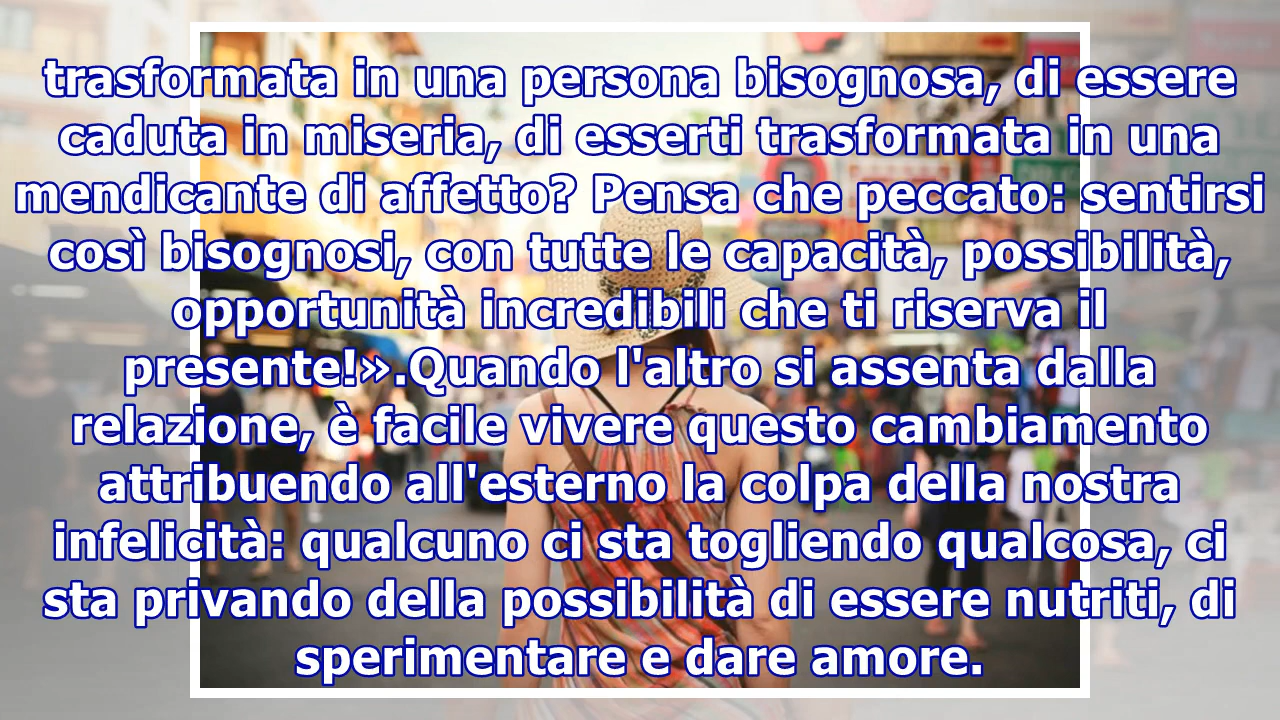 trasformata in una persona bisognosa, di essere
caduta in miseria, di esserti trasformata in una
mendicante di affetto? Pensa che peccato: sentirsi
così bisognosi, con tutte le capacità, possibilità,
opportunità incredibili che ti riserva il
presente!».Quando l'altro si assenta dalla
relazione, è facile vivere questo cambiamento
attribuendo all'esterno la colpa della nostra
infelicità: qualcuno ci sta togliendo qualcosa, ci
sta privando della possibilità di essere nutriti, di
sperimentare e dare amore.